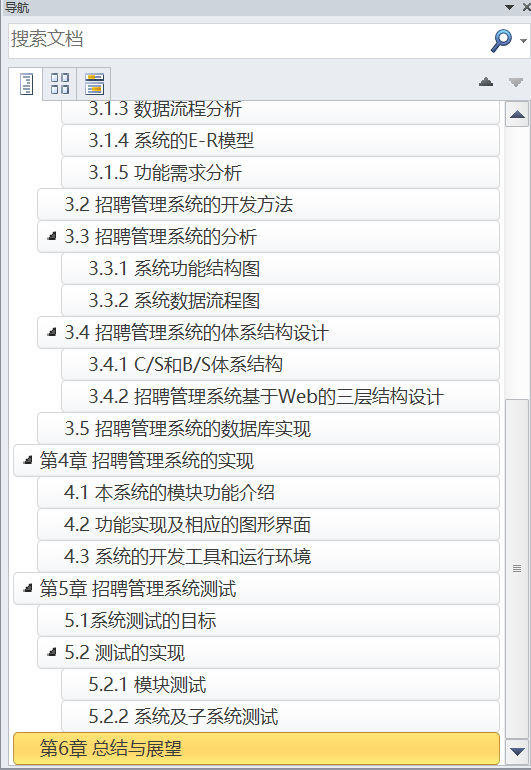 导航
搜索文档
3.1.3 数据流程分析
3.1.4 系统的E-R模型
3.1.5 功能需求分析
3.2 招聘管理系统的开发方法
3.3 招聘管理系统的分析
3.3.1 系统功能结构图
3.3.2 系统数据流程图
3.4 招聘管理系统的体系结构设计
3.4.1 C/S和B/S体系结构
3.4.2 招聘管理系统基于Web的三层结构设计
3.5 招聘管理系统的数据库实现
第4章 招聘管理系统的实现
4.1 本系统的模块功能介绍
4.2 功能实现及相应的图形界面
4.3 系统的开发工具和运行环境
第5章 招聘管理系统测试
5.1系统测试的目标
5.2 测试的实现
5.2.1 模块测试
5.2.2 系统及子系统测试
第6章 总结与展望